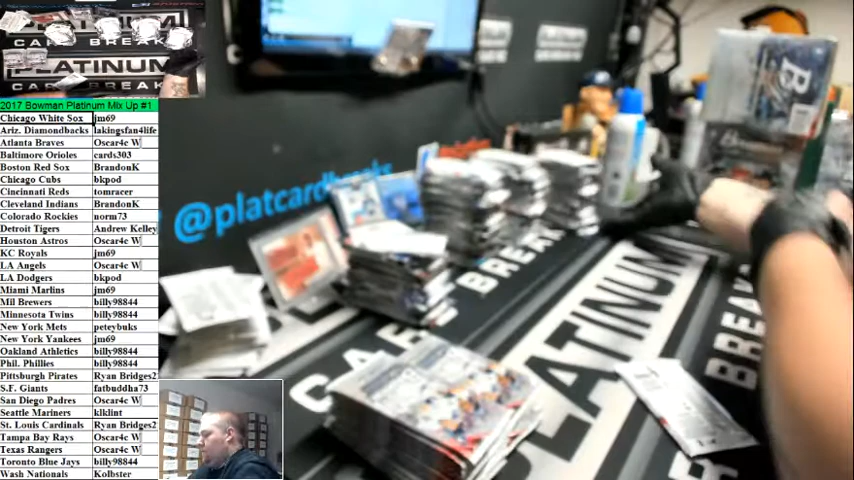 PLATINUM
CARD BREAKS
PLATINUM
CARD BREAKS
2017 Bowman Platinum Mix Up #1
Chicago White Sox jm69
Ariz. Diamondbacks lakingsfan4life
Atlanta Braves Oscar4c W
Baltimore Orioles cards303
Boston Red Sox BrandonK
Chicago Cubs bkpod
Cincinnati Reds tomracer
Cleveland Indians BrandonK
Colorado Rockies norm73
Detroit Tigers Andrew Kelley
Houston Astros Oscar4c W
KC Royals jm69
LA Angels Oscar4c W
LA Dodgers bkpod
Miami Marlins jm69
Mil Brewers billy98844
Minnesota Twins billy98844
New York Mets peteybuks
New York Yankees jm69
Oakland Athletics billy98844
Phil. Phillies billy98844
Pittsburgh Pirates Ryan Bridges2
S.F. Giants fatbuddha73
San Diego Padres Oscar4c W
Seattle Mariners klklint
St. Louis Cardinals Ryan Bridges2
Tampa Bay Rays Oscar4c W
Texas Rangers Oscar4c W
Toronto Blue Jays billy98844
Wash Nationals Kolbster
@platcardbreaks
CARD BREAKS
PLATINUM
BREA